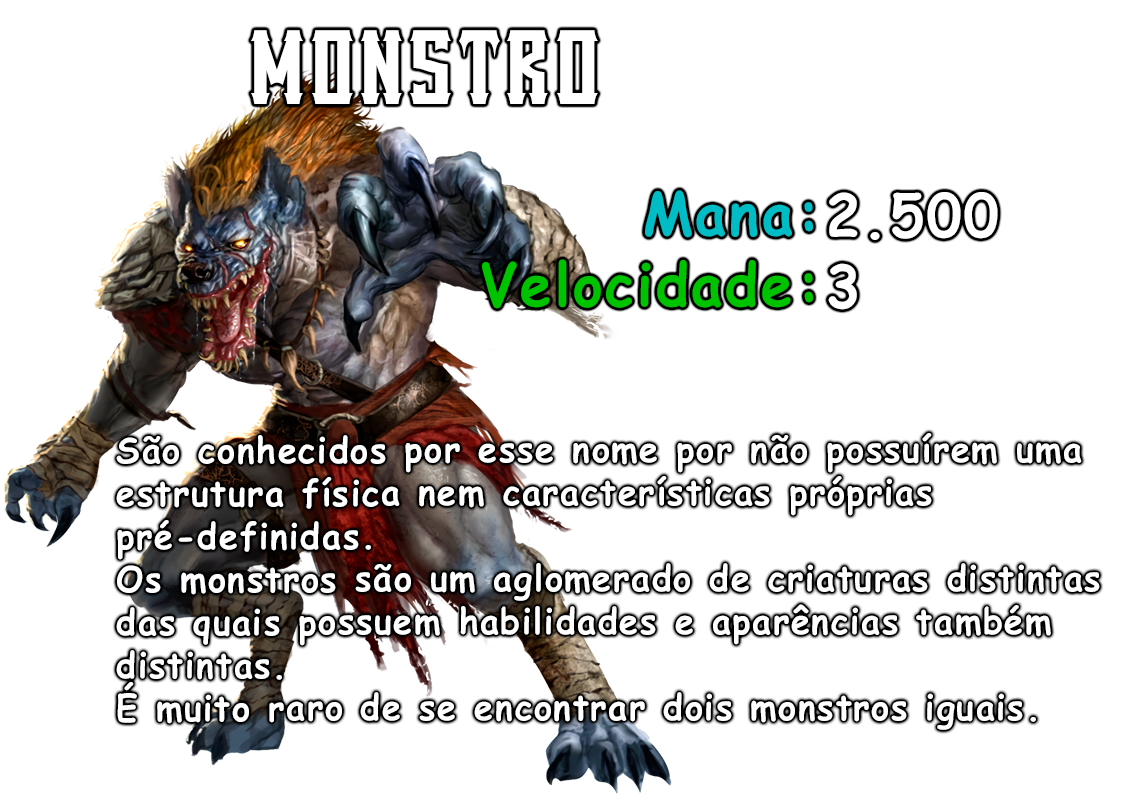 MONSTRO
Mana:2.500
Velocidade:3
São conhecidos por esse nome por não possuírem uma
estrutura física nem características próprias
pré-definidas.
Os monstros são um aglomerado de criaturas distintas
das quais possuem habilidades e aparências também
distintas.
É muito raro de se encontrar dois monstros iguais.